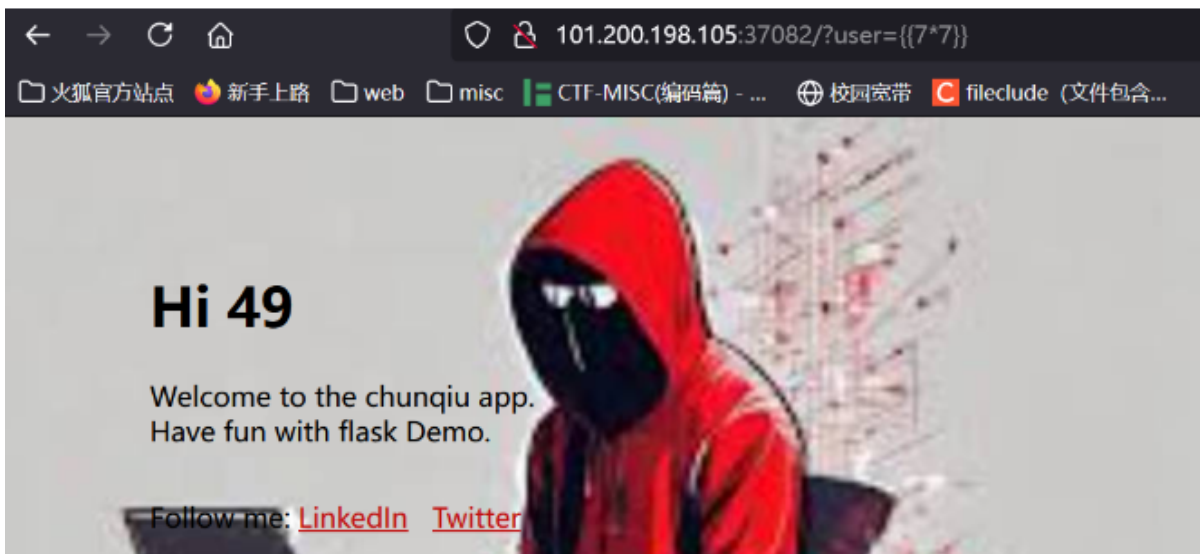 101.200.198.105:37082/?user={{7*7}}
火狐官方站点 新手上路 web misc CTF-MISC(编码篇) - ... 校园宽带 C fileclude（文件包含...
Hi 49
Welcome to the chunqiu app.
Have fun with flask Demo.
Follow me: LinkedIn Twitter